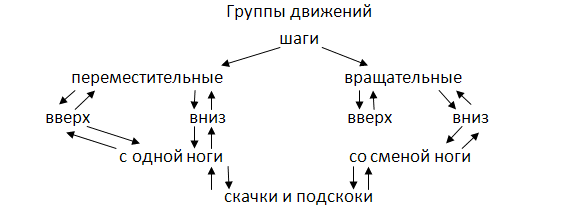 Группы движений
шаги
переместительные вращательные
вверх вниз вверх вниз
с одной ноги со сменой ноги
скачки и подскоки